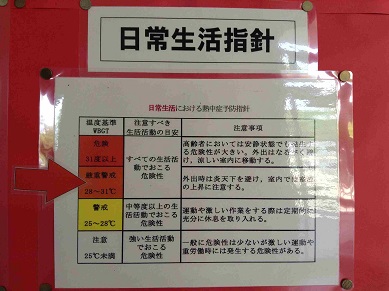 日常生活指針
日常生活における熱中症予防指針
温度基準
WBGT
注意すべき
生活活動の目安
注意事項
危険
31度以上
すべての生活活
動でおこる
危険性
高齢者においては安静状態でも発生す
る危険性が大きい。外出はなるべく避
け、涼しい室内に移動する。
厳重警戒
28～31℃
外出時は炎天下を避け、室内では室温
の上昇に注意する。
警戒
25～28℃
中等度以上の生
活活動でおこる
危険性
運動や激しい作業をする際は定期的に
充分に休息を取り入れる。
注意
25℃未満
強い生活活動
でおこる
危険性
一般に危険性は少ないが激しい運動や
重労働時には発生する危険性がある。